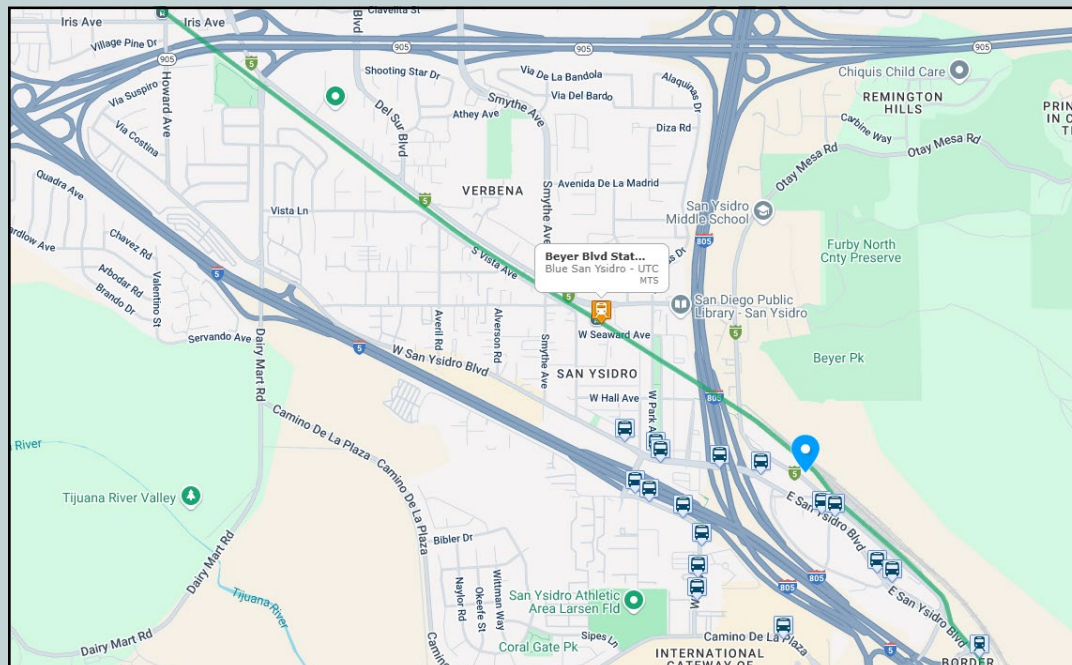 Clavelita St
Iris Ave
Iris Ave
Blvd
Village Pine Dr
905
905
905
905
5
Shooting Star Dr
Via De La Bandola
Alaquinas Dr
Chiquis Child Care
Via Suspiro
Howard Ave
Del Sur Blvd
Smythe Ave
Via Del Bardo
REMINGTON
HILLS
Athey Ave
Via Costina
Diza Rd
Carbine Way
Otay Mesa Rd
Otay Mesa Rd
Quadra Ave
VERBENA
Avenida De La Madrid
Smythe Ave
5
Vista Ln
San Ysidro
Middle School
Chavez Rd
Valentino St
805
Furby North
Cnty Preserve
S Vista Ave
Beyer Blvd Stat...
Blue San Ysidro - UTC
MTS
5
Arbodar Rd
Brando Dr
5
San Diego Public
Library - San Ysidro
Servando Ave
Dairy Mart Rd
Averil Rd
Alverson Rd
Smythe Ave
W Seaward Ave
5
5
W San Ysidro Blvd
SAN YSIDRO
Beyer Pk
W Hall Ave
805
Camino De La Plaza
Camino De La Plaza
River
5
Tijuana River Valley
E San Ysidro Blvd
Dairy Mart Rd
Bibler Dr
Naylor Rd
Okeefe St
Wittman Way
805
805
San Ysidro Athletic
Area Larsen Fld
E San Ysidro Blvd
Tijuana River
Sipes Ln
Camino De La Plaza
Dairy Mart Rd
Coral Gate Pk
INTERNATIONAL
GATEWAY OF
5
BORDER